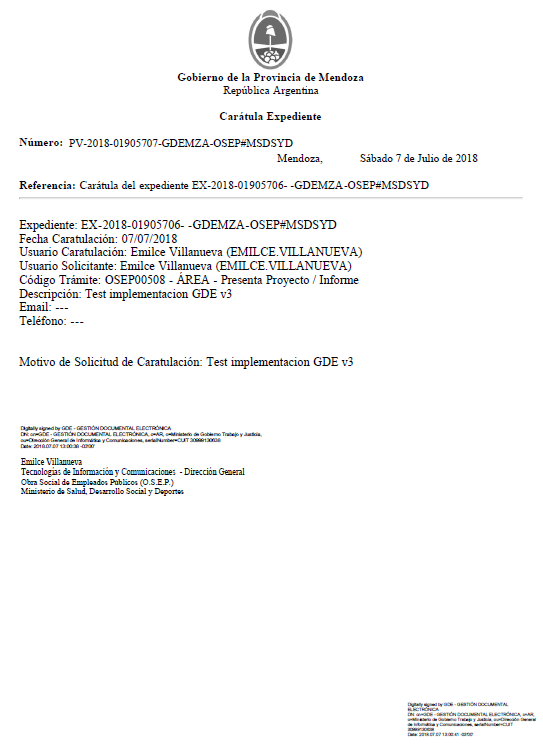 Gobierno de la Provincia de Mendoza
República Argentina
Carátula Expediente
Número: PV-2018-01905707-GDEMZA-OSEP#MSDSYD
Mendoza, Sábado 7 de Julio de 2018
Referencia: Carátula del expediente EX-2018-01905706- -GDEMZA-OSEP#MSDSYD
Expediente: EX-2018-01905706- -GDEMZA-OSEP#MSDSYD
Fecha Caratulación: 07/07/2018
Usuario Caratulación: Emilce Villanueva (EMILCE.VILLANUEVA)
Usuario Solicitante: Emilce Villanueva (EMILCE.VILLANUEVA)
Código Trámite: OSEP00508 - ÁREA - Presenta Proyecto / Informe
Descripción: Test implementacion GDE v3
Email: ---
Teléfono: ---
Motivo de Solicitud de Caratulación: Test implementacion GDE v3
Digitally signed by GDE - GESTIÓN DOCUMENTAL ELECTRÓNICA
DN: cn=GDE - GESTIÓN DOCUMENTAL ELECTRÓNICA, c=AR, o=Ministerio de Gobierno Trabajo y Justicia,
ou=Dirección General de Informática y Comunicaciones, serialNumber=CUIT 30999130638
Date: 2018.07.07 13:00:38 -03'00'
Emilce Villanueva
Tecnologías de Información y Comunicaciones - Dirección General
Obra Social de Empleados Públicos (O.S.E.P.)
Ministerio de Salud, Desarrollo Social y Deportes
Digitally signed by GDE - GESTIÓN DOCUMENTAL
ELECTRÓNICA
DN: cn=GDE - GESTIÓN DOCUMENTAL ELECTRÓNICA, c=AR,
o=Ministerio de Gobierno Trabajo y Justicia, ou=Dirección General
de Informática y Comunicaciones, serialNumber=CUIT
30999130638
Date: 2018.07.07 13:00:41 -03'00'